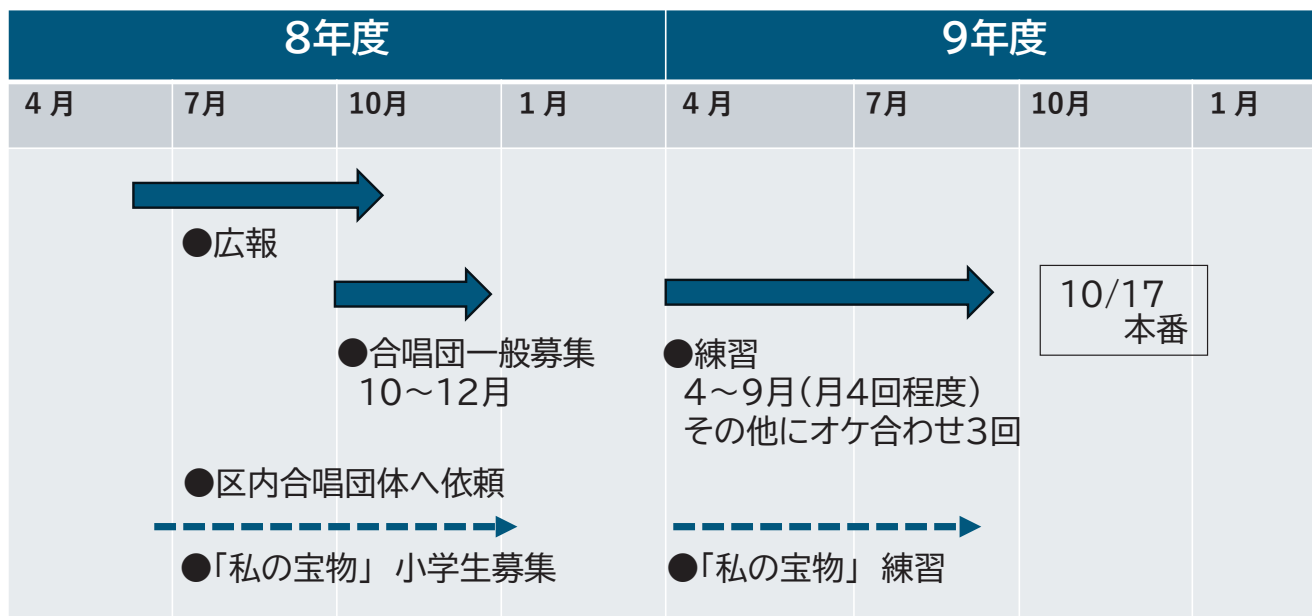 8年度
9年度
4 月
7月
10月
1 月
4 月
7月
10月
1 月
●広報
●合唱団一般募集
10～12月
●練習
4～9月(月4回程度)
その他にオケ合わせ3回
10/17
本番
●区内合唱団体へ依頼
●「私の宝物」 小学生募集
●「私の宝物」 練習